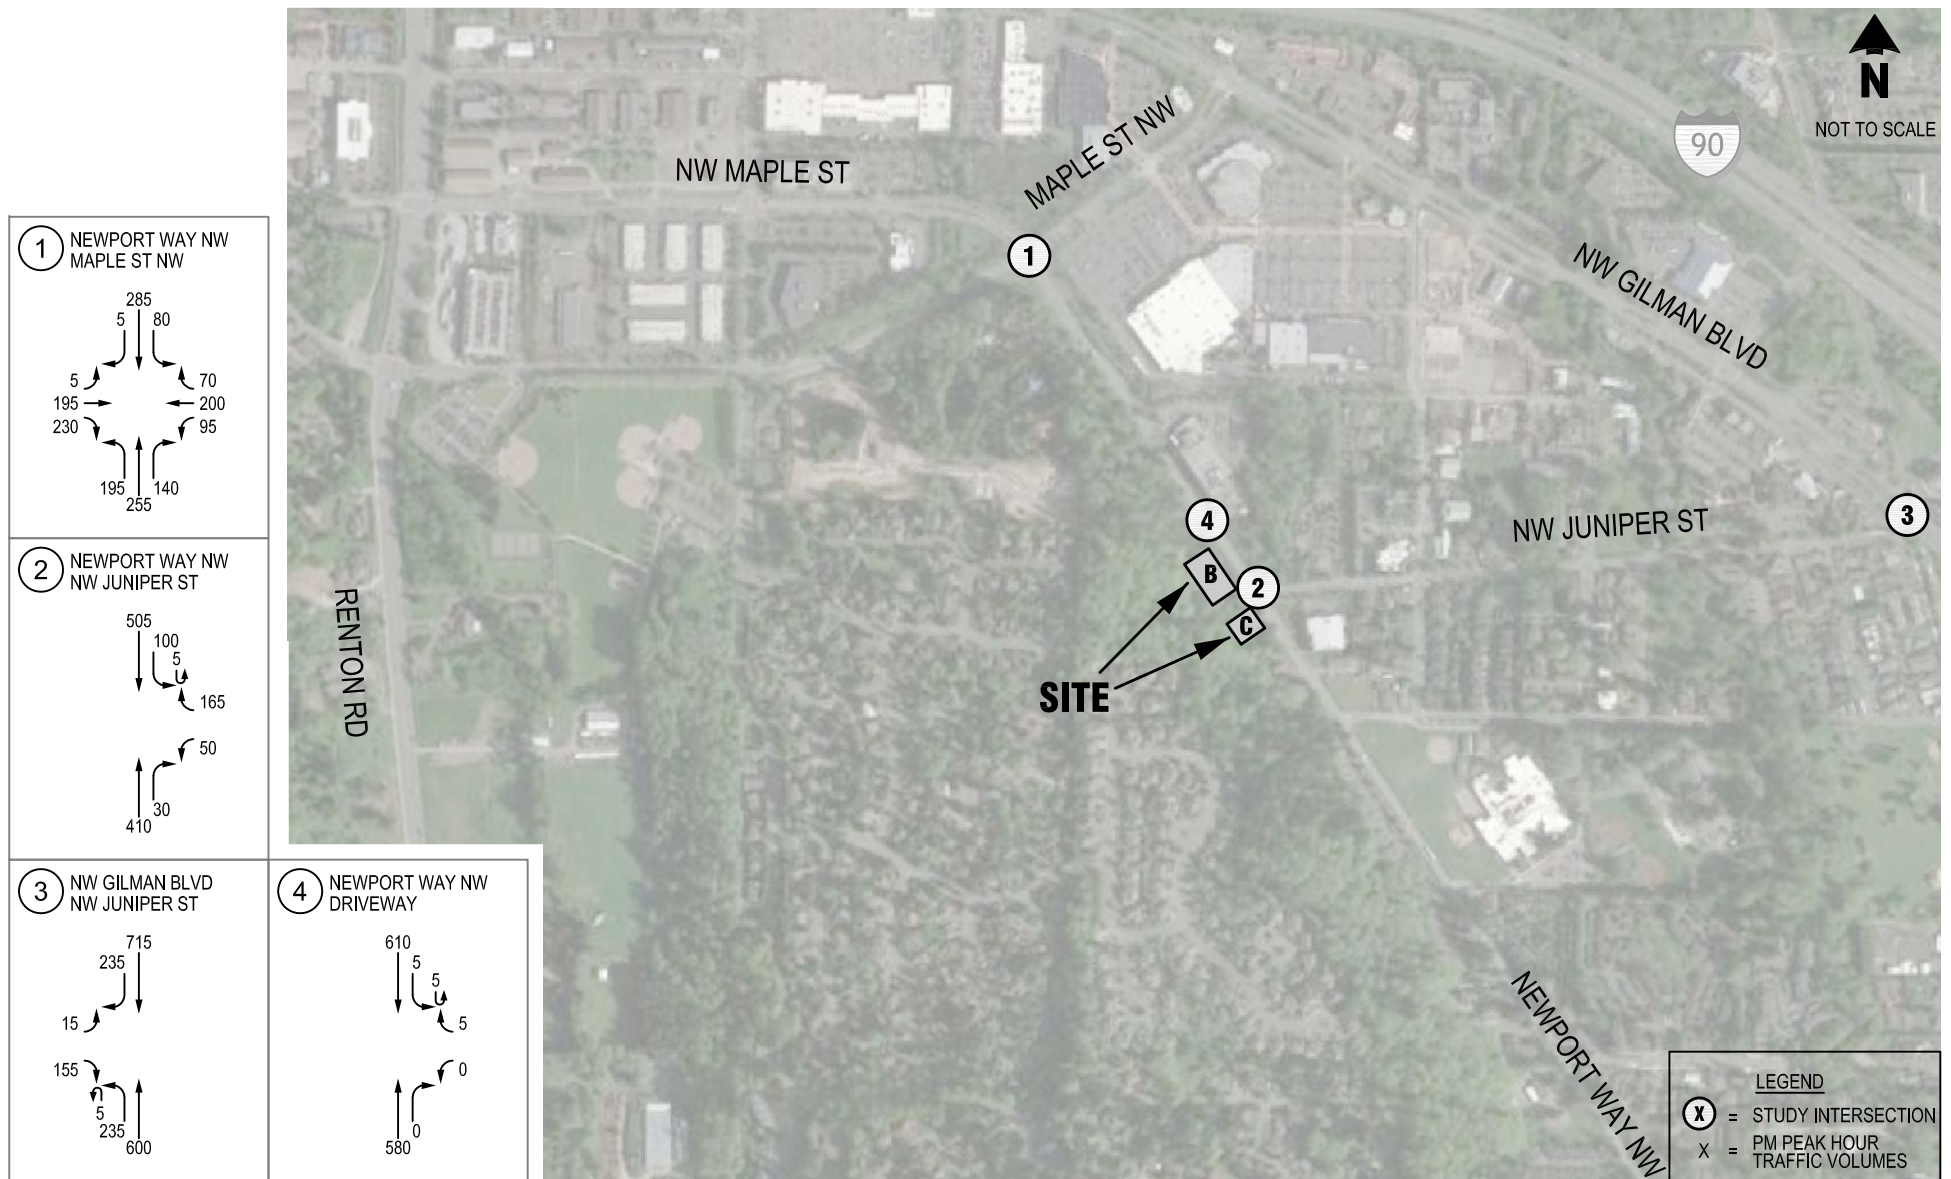 N
NOT TO SCALE
90
NW MAPLE ST
MAPLE ST NW
NW GILMAN BLVD
NW JUNIPER ST
RENTON RD
NEWPORT WAY NW
1
2
3
4
B
C
SITE
1
NEWPORT WAY NW
MAPLE ST NW
285
5 80
5 70
195 200
230 95
195 140
255
2
NEWPORT WAY NW
NW JUNIPER ST
505
100
5
165
50
30
410
3
NW GILMAN BLVD
NW JUNIPER ST
715
235
15
155
5
235
600
4
NEWPORT WAY NW
DRIVEWAY
610
5
5
5
0
0
580
LEGEND
X = STUDY INTERSECTION
X = PM PEAK HOUR
TRAFFIC VOLUMES